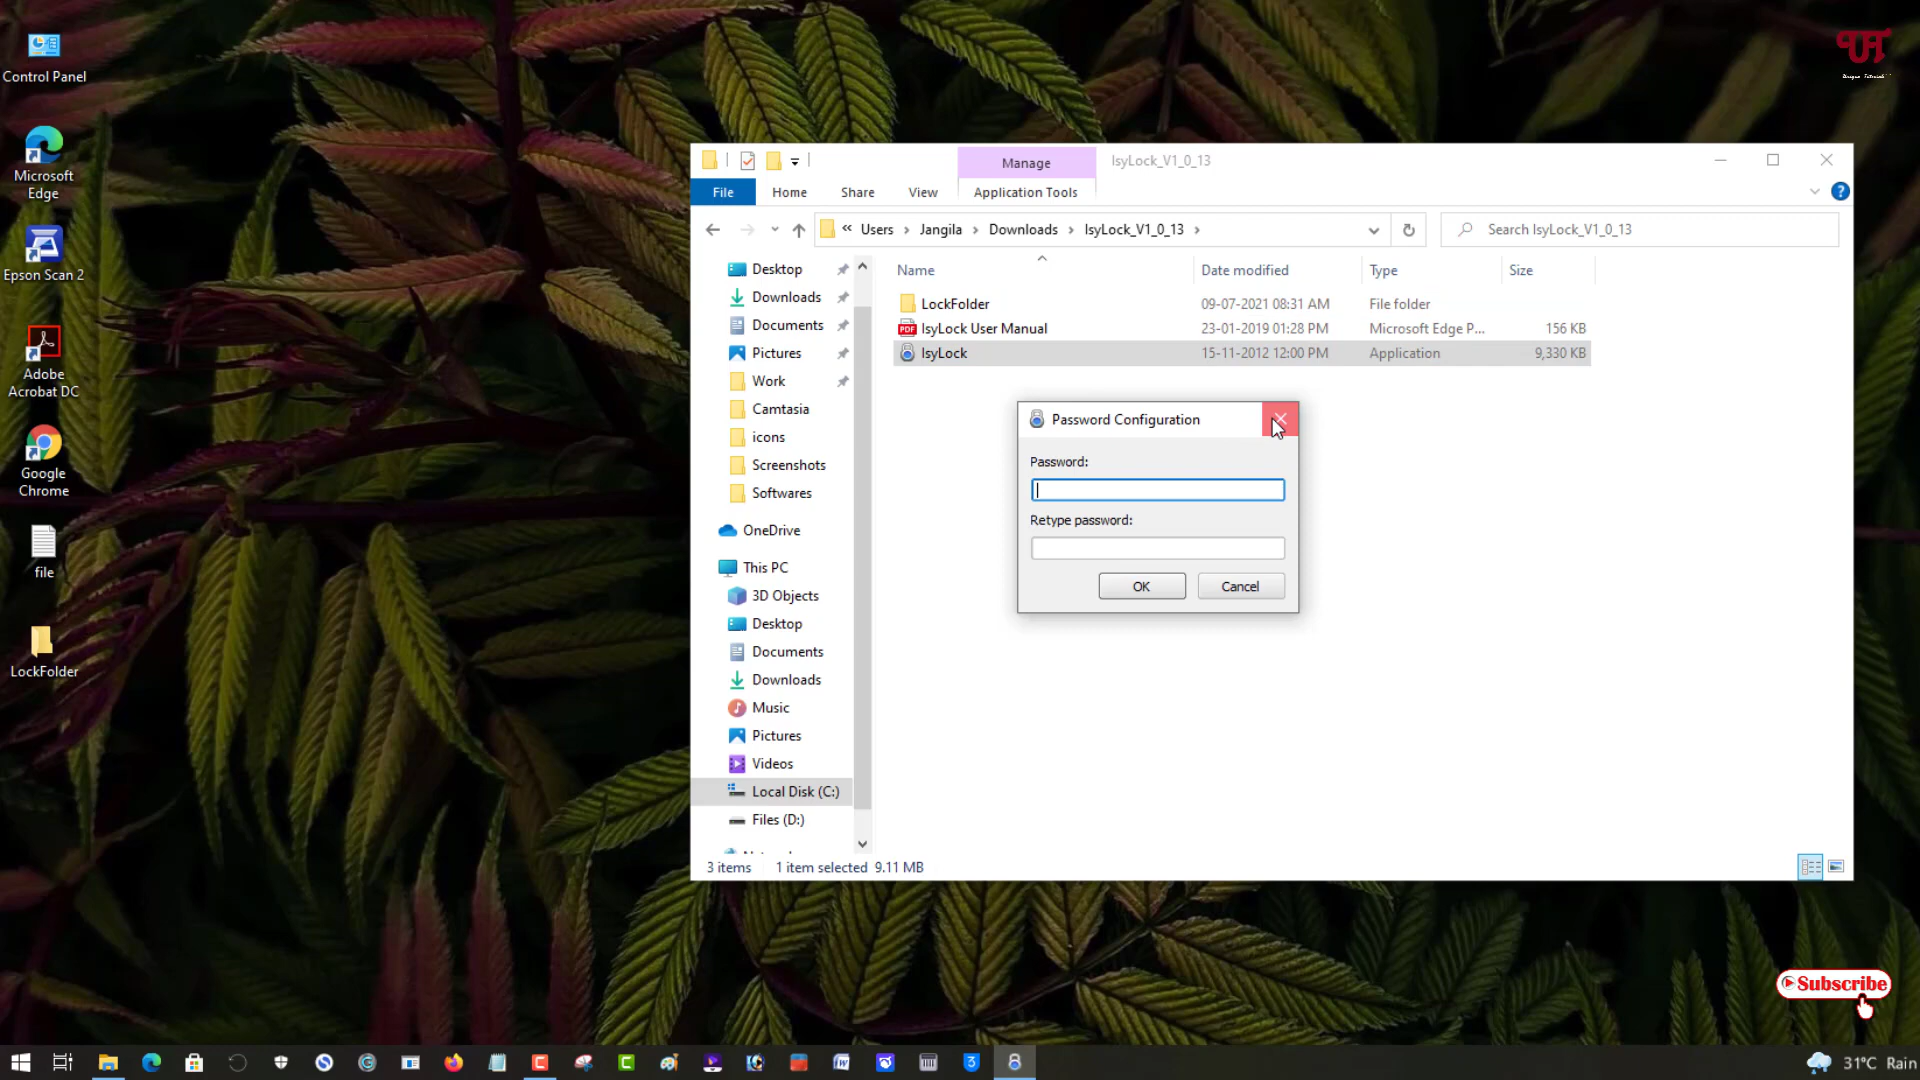 Control Panel
Microsoft
Edge
Epson Scan 2
Adobe
Acrobat DC
Google
Chrome
file
LockFolder
UT
Manage
IsyLock_V1_0_13
File
Home
Share
View
Application Tools
?
«
Users
Jangila
Downloads
IsyLock_V1_0_13
Search IsyLock_V1_0_13
Desktop
Downloads
Documents
Pictures
Work
Camtasia
icons
Screenshots
Softwares
OneDrive
This PC
3D Objects
Desktop
Documents
Downloads
Music
Pictures
Videos
Local Disk (C:)
Files (D:)
Name
Date modified
Type
Size
LockFolder
09-07-2021 08:31 AM
File folder
PDF
IsyLock User Manual
23-01-2019 01:28 PM
Microsoft Edge P...
156 KB
IsyLock
15-11-2012 12:00 PM
Application
9,330 KB
Password Configuration
Password:
Retype password:
OK
Cancel
3 items
1 item selected 9.11 MB
Subscribe
31°C Rain